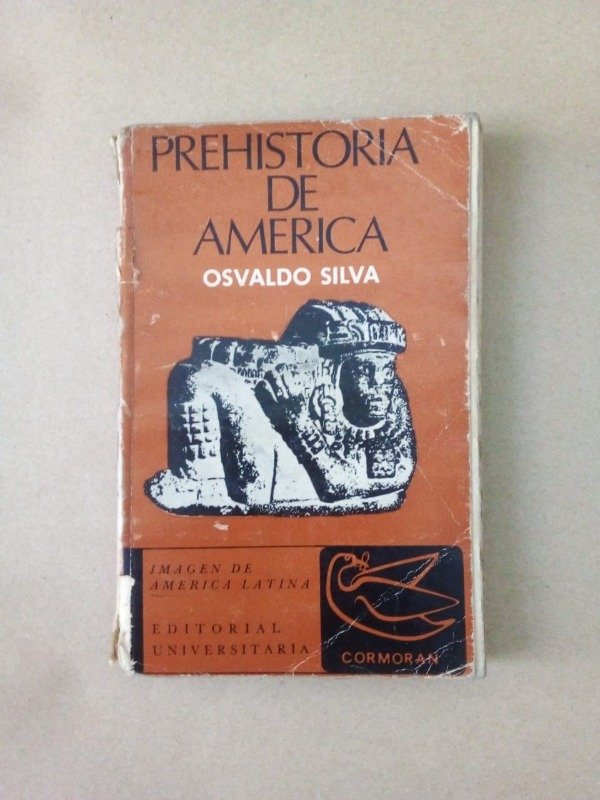 PREHISTORIA
DE
AMERICA
OSVALDO SILVA
IMAGEN DE
AMERICA LATINA
EDITORIAL
UNIVERSITARIA
CORMORAN